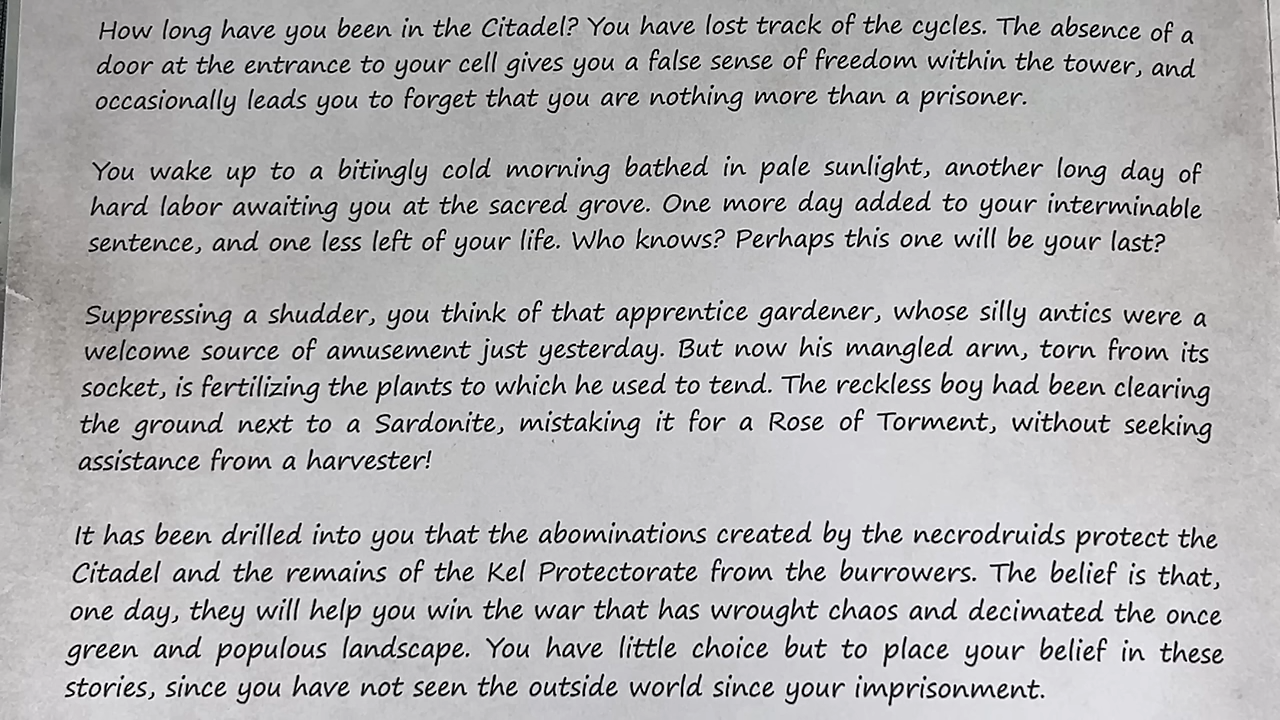 How long have you been in the Citadel? You have lost track of the cycles. The absence of a
door at the entrance to your cell gives you a false sense of freedom within the tower, and
occasionally leads you to forget that you are nothing more than a prisoner.
You wake up to a bitingly cold morning bathed in pale sunlight, another long day of
hard labor awaiting you at the sacred grove. One more day added to your interminable
sentence, and one less left of your life. Who knows? Perhaps this one will be your last?
Suppressing a shudder, you think of that apprentice gardener, whose silly antics were a
welcome source of amusement just yesterday. But now his mangled arm, torn from its
socket, is fertilizing the plants to which he used to tend. The reckless boy had been clearing
the ground next to a Sardonite, mistaking it for a Rose of Torment, without seeking
assistance from a harvester!
It has been drilled into you that the abominations created by the necrodruids protect the
Citadel and the remains of the Kel Protectorate from the burrowers. The belief is that,
one day, they will help you win the war that has wrought chaos and decimated the once
green and populous landscape. You have little choice but to place your belief in these
stories, since you have not seen the outside world since your imprisonment.